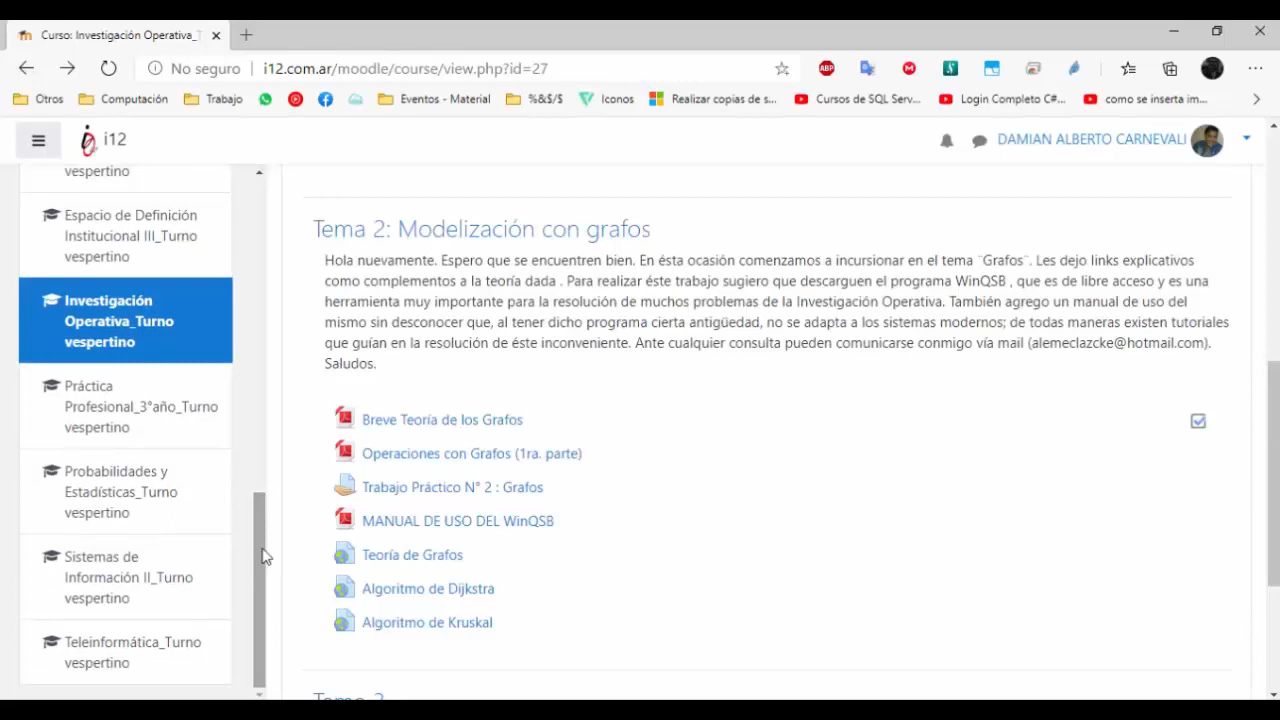 Curso: Investigación Operativa_T
No seguro
i12.com.ar/moodle/course/view.php?id=27
ABP
Otros
Computación
Trabajo
Eventos - Material
%&$/$
Iconos
Realizar copias de s...
Cursos de SQL Serv...
Login Completo C#...
como se inserta im...
i12
DAMIAN ALBERTO CARNEVALI
vespertino
Espacio de Definición
Institucional III_Turno
vespertino
Investigación
Operativa_Turno
vespertino
Práctica
Profesional_3°año_Turno
vespertino
Probabilidades y
Estadísticas_Turno
vespertino
Sistemas de
Información II_Turno
vespertino
Teleinformática_Turno
vespertino
Tema 2: Modelización con grafos
Hola nuevamente. Espero que se encuentren bien. En ésta ocasión comenzamos a incursionar en el tema ¨Grafos¨. Les dejo links explicativos
como complementos a la teoría dada . Para realizar éste trabajo sugiero que descarguen el programa WinQSB , que es de libre acceso y es una
herramienta muy importante para la resolución de muchos problemas de la Investigación Operativa. También agrego un manual de uso del
mismo sin desconocer que, al tener dicho programa cierta antigüedad, no se adapta a los sistemas modernos; de todas maneras existen tutoriales
que guían en la resolución de éste inconveniente. Ante cualquier consulta pueden comunicarse conmigo vía mail (alemeclazcke@hotmail.com).
Saludos.
Breve Teoría de los Grafos
Operaciones con Grafos (1ra. parte)
Trabajo Práctico N° 2 : Grafos
MANUAL DE USO DEL WinQSB
Teoría de Grafos
Algoritmo de Dijkstra
Algoritmo de Kruskal